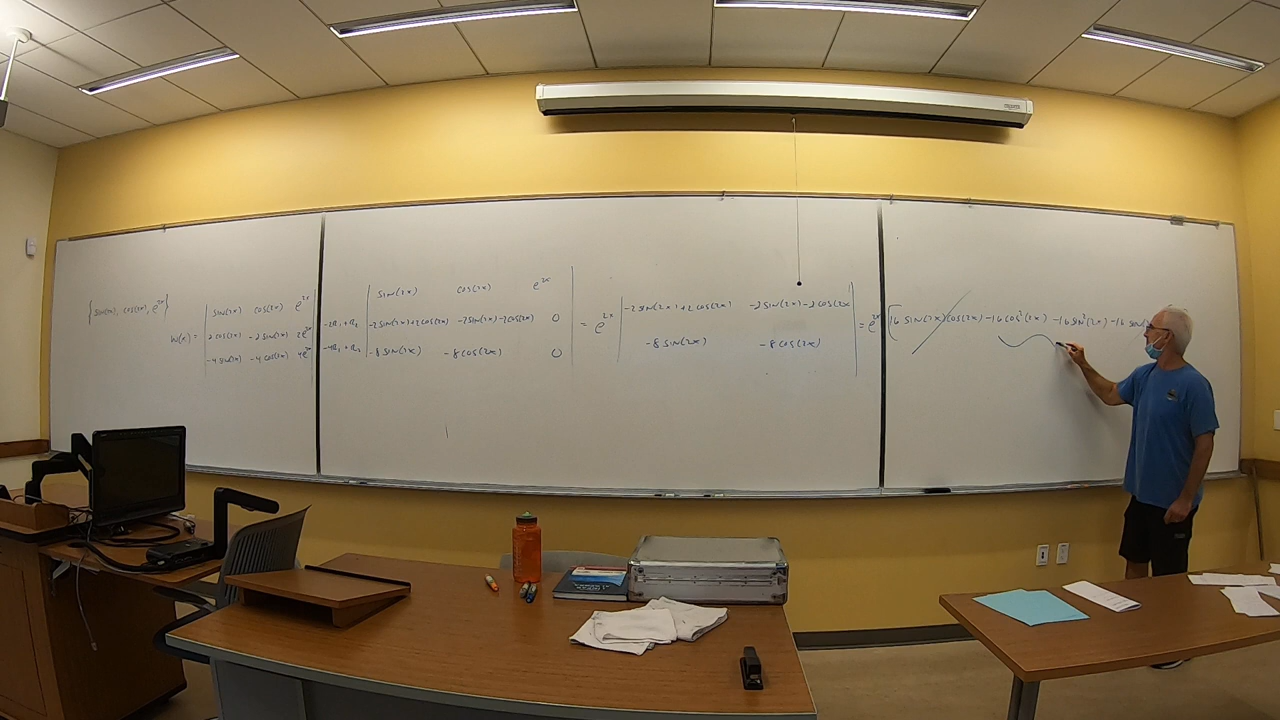 {sin(2x), cos(2x), e^{2x}}
W(x) = | sin(2x) cos(2x) e^{2x} |
| 2cos(2x) -2sin(2x) 2e^{2x} |
| -4sin(2x) -4cos(2x) 4e^{2x} |
| sin(2x) cos(2x) e^{2x} |
-2R₁+R₂ | -2sin(2x)+2cos(2x) -2sin(2x)-2cos(2x) 0 |
-4R₁+R₃ | -8sin(2x) -8cos(2x) 0 |
= e^{2x} | -2sin(2x)+2cos(2x) -2sin(2x)-2cos(2x) |
| -8sin(2x) -8cos(2x) |
= e^{2x} [16 sin(2x)cos(2x) -16cos²(2x) -16sin²(2x) -16 sin(2x